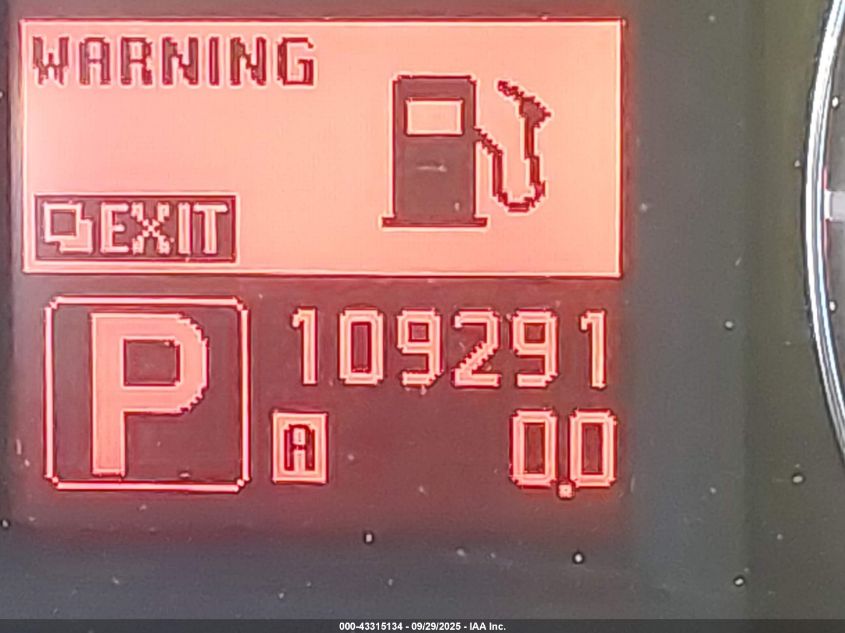 WARNING
EXIT
P
109291
A 0.0
000-43315134 - 09/29/2025 - IAA Inc.